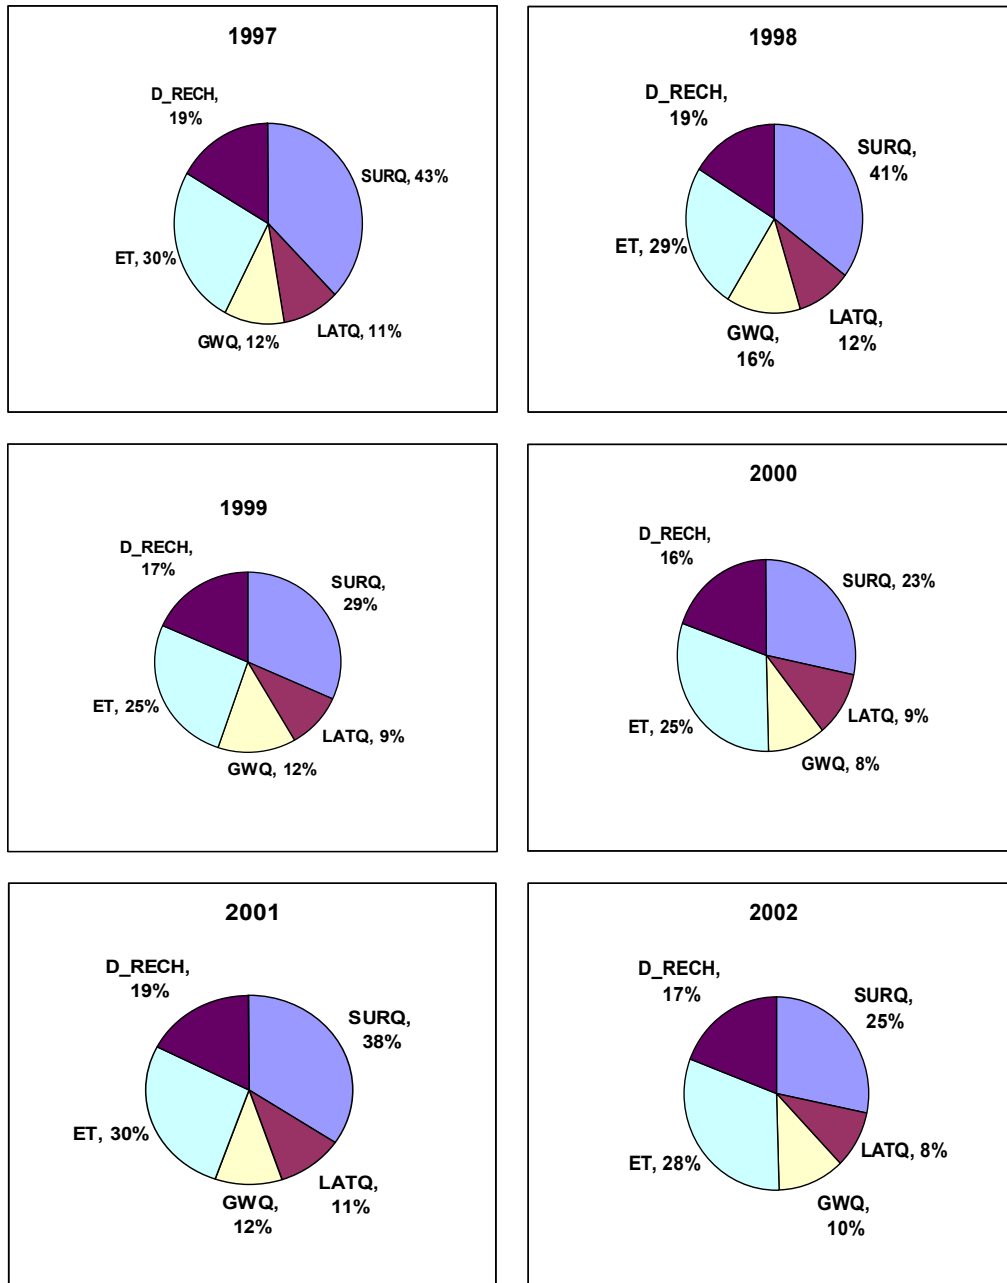 1997
D_RECH,
19%
SURQ, 43%
ET, 30%
GWQ, 12%
LATQ, 11%
1998
D_RECH,
19%
SURQ,
41%
ET, 29%
LATQ,
12%
GWQ,
16%
1999
D_RECH,
17%
SURQ,
29%
ET, 25%
LATQ, 9%
GWQ, 12%
2000
D_RECH,
16%
SURQ, 23%
ET, 25%
LATQ, 9%
GWQ, 8%
2001
D_RECH,
19%
SURQ,
38%
ET, 30%
LATQ,
11%
GWQ,
12%
2002
D_RECH,
17%
SURQ,
25%
ET, 28%
LATQ, 8%
GWQ,
10%